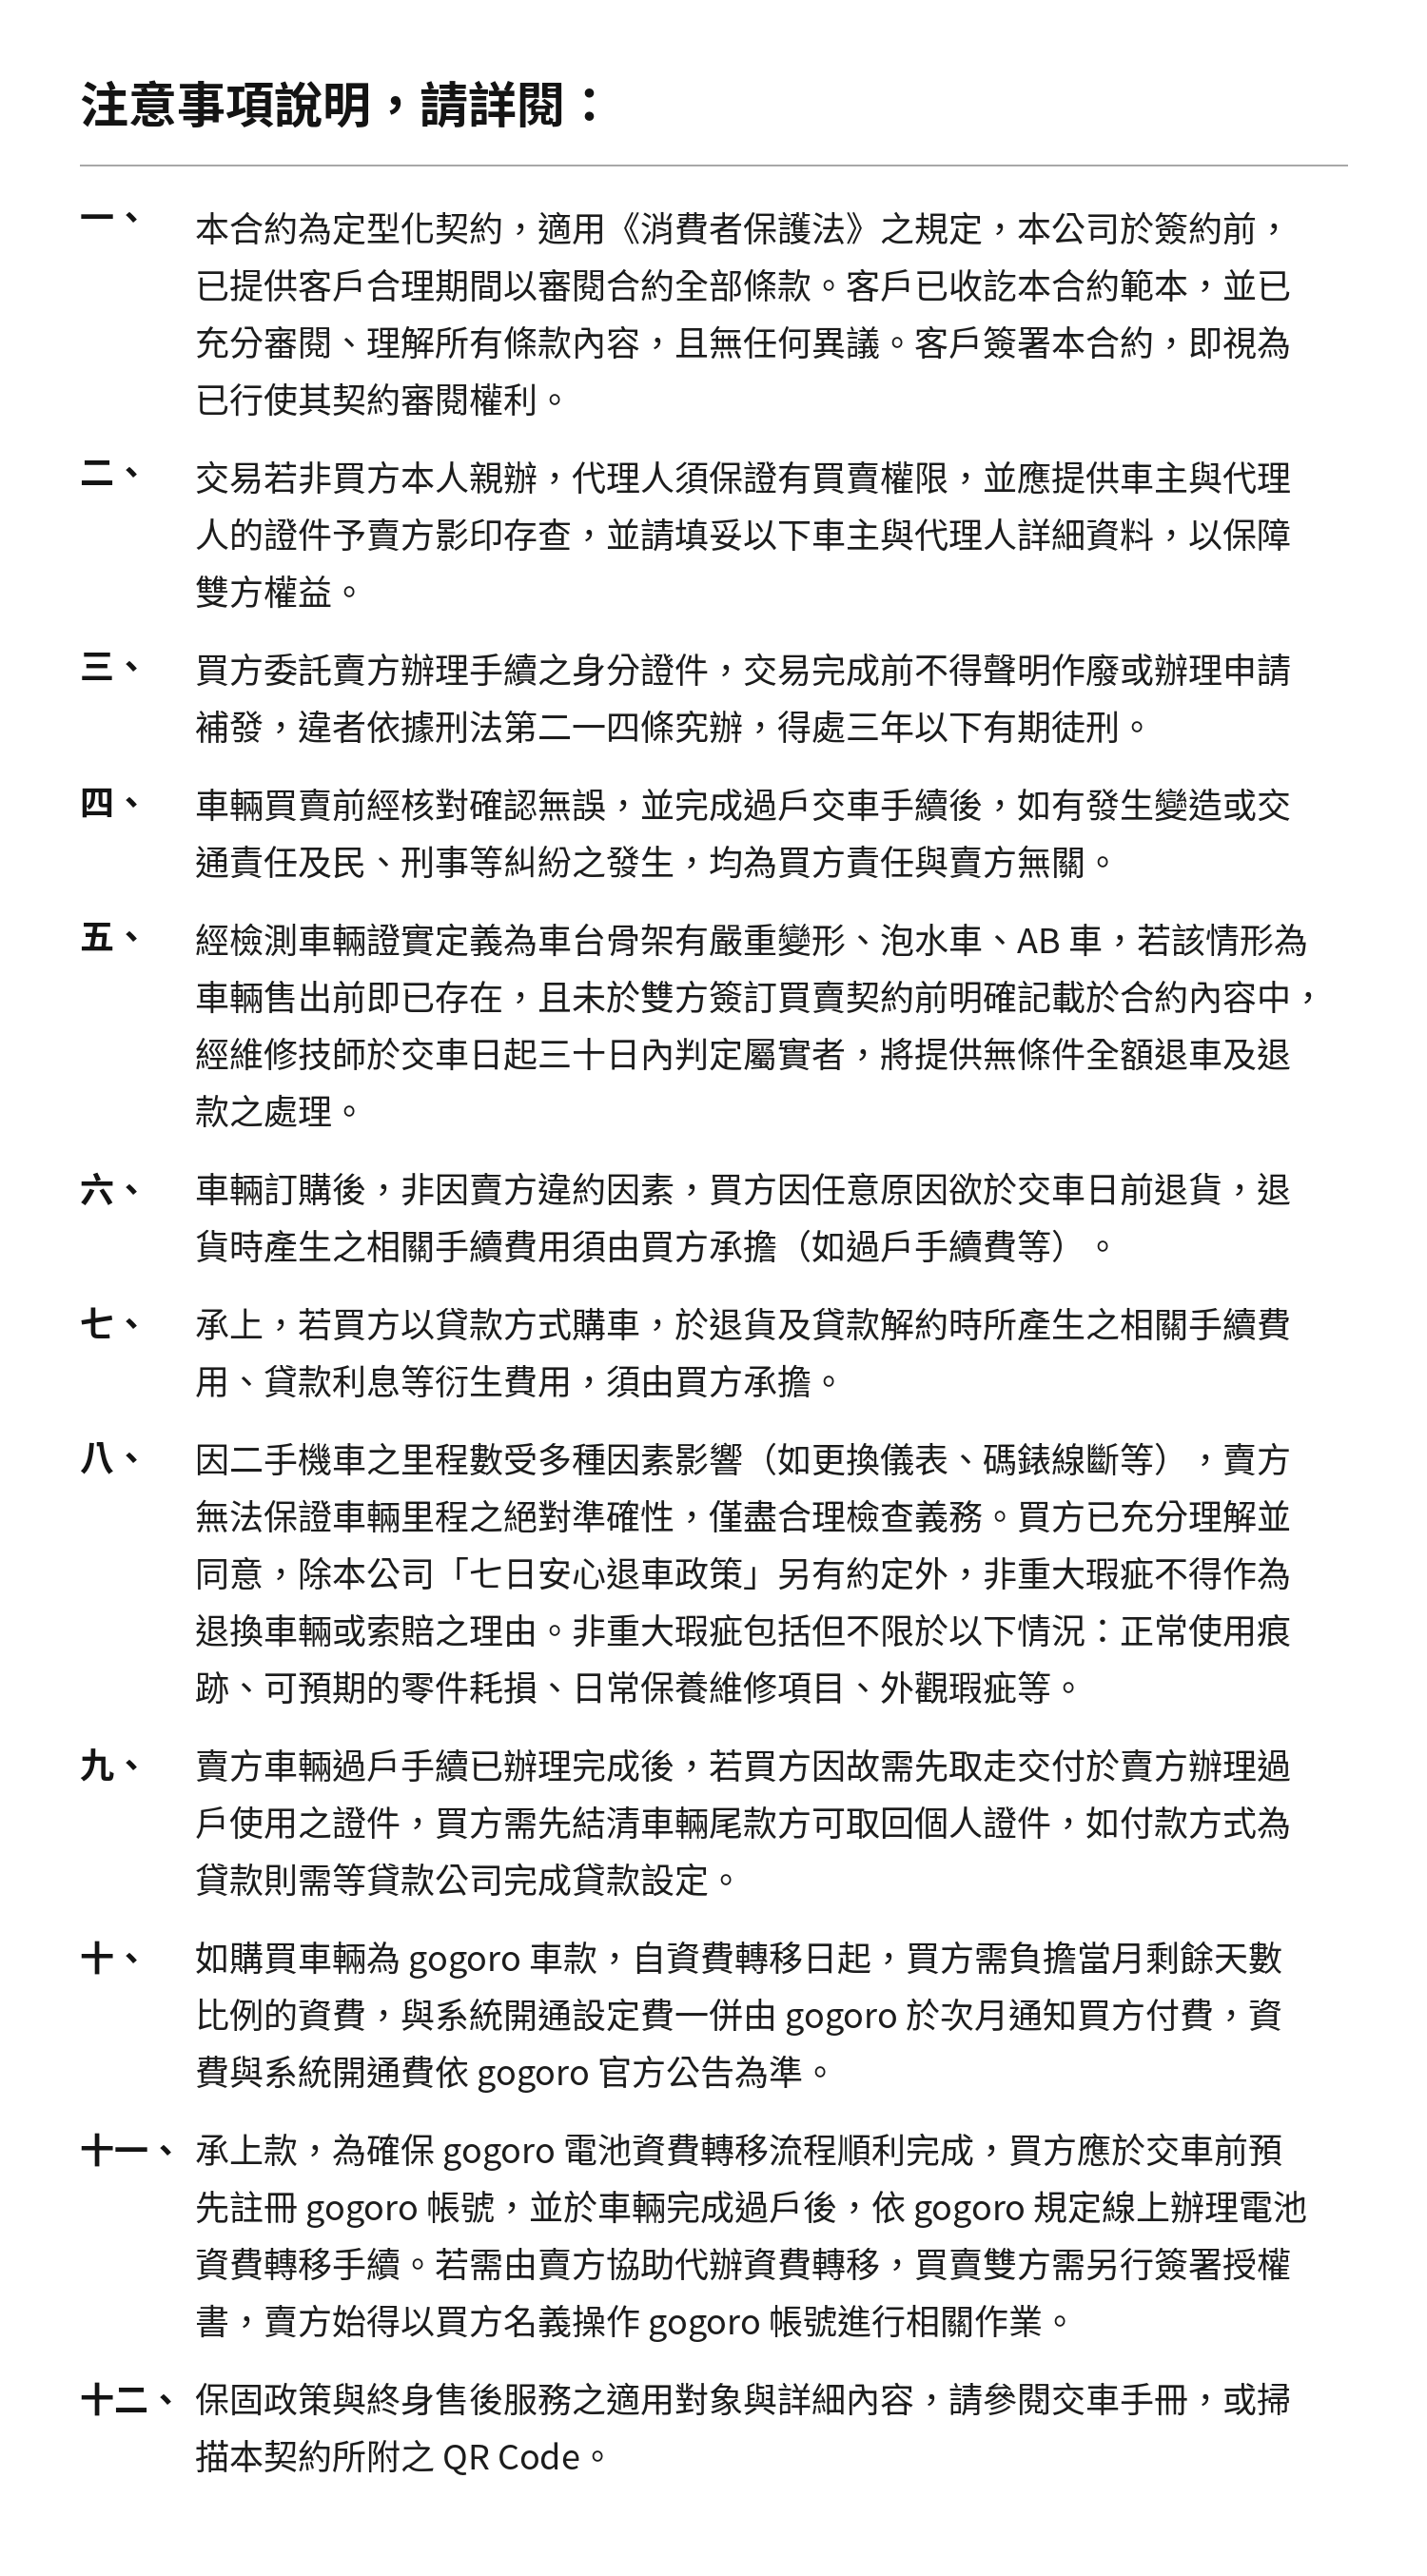 注意事項說明，請詳閱：
一、 本合約為定型化契約，適用《消費者保護法》之規定，本公司於簽約前，
已提供客戶合理期間以審閱合約全部條款。客戶已收訖本合約範本，並已
充分審閱、理解所有條款內容，且無任何異議。客戶簽署本合約，即視為
已行使其契約審閱權利。
二、 交易若非買方本人親辦，代理人須保證有買賣權限，並應提供車主與代理
人的證件予賣方影印存查，並請填妥以下車主與代理人詳細資料，以保障
雙方權益。
三、 買方委託賣方辦理手續之身分證件，交易完成前不得聲明作廢或辦理申請
補發，違者依據刑法第二一四條究辦，得處三年以下有期徒刑。
四、 車輛買賣前經核對確認無誤，並完成過戶交車手續後，如有發生變造或交
通責任及民、刑事等糾紛之發生，均為買方責任與賣方無關。
五、 經檢測車輛證實定義為車台骨架有嚴重變形、泡水車、AB 車，若該情形為
車輛售出前即已存在，且未於雙方簽訂買賣契約前明確記載於合約內容中，
經維修技師於交車日起三十日內判定屬實者，將提供無條件全額退車及退
款之處理。
六、 車輛訂購後，非因賣方違約因素，買方因任意原因欲於交車日前退貨，退
貨時產生之相關手續費用須由買方承擔（如過戶手續費等）。
七、 承上，若買方以貸款方式購車，於退貨及貸款解約時所產生之相關手續費
用、貸款利息等衍生費用，須由買方承擔。
八、 因二手機車之里程數受多種因素影響（如更換儀表、碼錶線斷等），賣方
無法保證車輛里程之絕對準確性，僅盡合理檢查義務。買方已充分理解並
同意，除本公司「七日安心退車政策」另有約定外，非重大瑕疵不得作為
退換車輛或索賠之理由。非重大瑕疵包括但不限於以下情況：正常使用痕
跡、可預期的零件耗損、日常保養維修項目、外觀瑕疵等。
九、 賣方車輛過戶手續已辦理完成後，若買方因故需先取走交付於賣方辦理過
戶使用之證件，買方需先結清車輛尾款方可取回個人證件，如付款方式為
貸款則需等貸款公司完成貸款設定。
十、 如購買車輛為 gogoro 車款，自資費轉移日起，買方需負擔當月剩餘天數
比例的資費，與系統開通設定費一併由 gogoro 於次月通知買方付費，資
費與系統開通費依 gogoro 官方公告為準。
十一、 承上款，為確保 gogoro 電池資費轉移流程順利完成，買方應於交車前預
先註冊 gogoro 帳號，並於車輛完成過戶後，依 gogoro 規定線上辦理電池
資費轉移手續。若需由賣方協助代辦資費轉移，買賣雙方需另行簽署授權
書，賣方始得以買方名義操作 gogoro 帳號進行相關作業。
十二、 保固政策與終身售後服務之適用對象與詳細內容，請參閱交車手冊，或掃
描本契約所附之 QR Code。